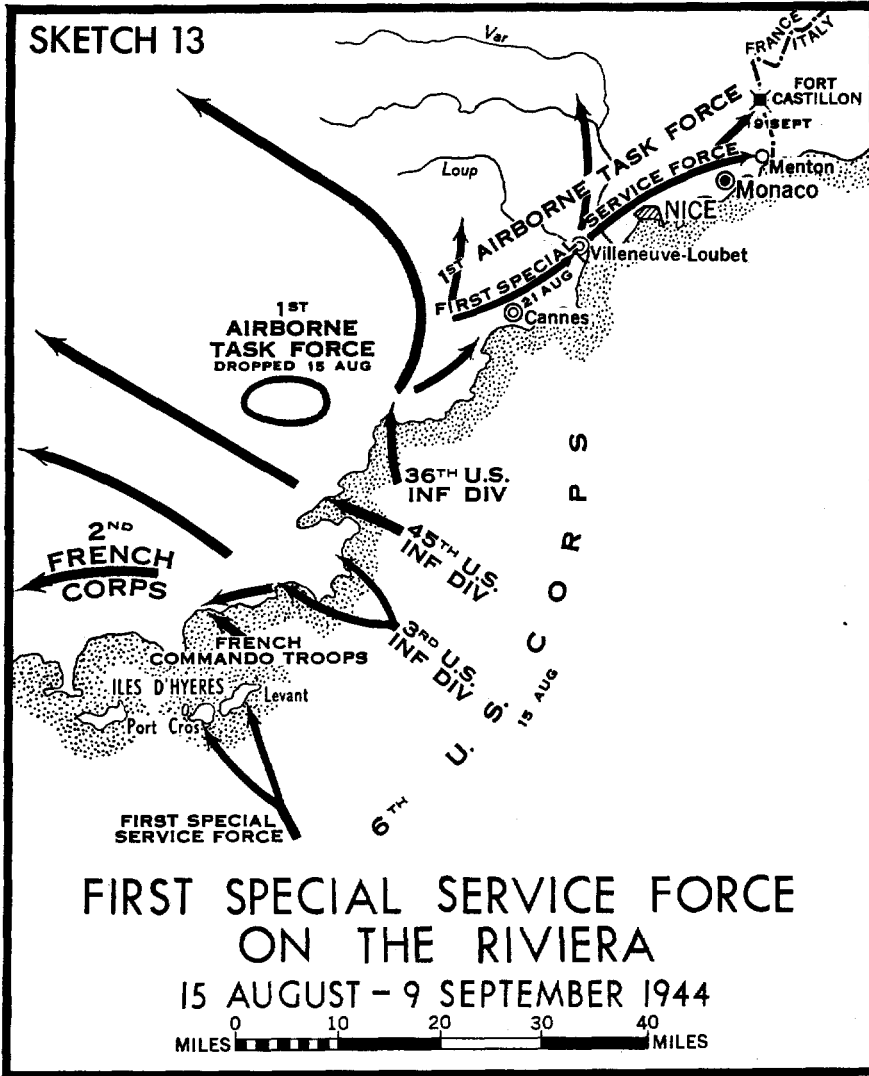 SKETCH 13
Var
FRANCE
ITALY
FORT
CASTILLON
9 SEPT
Menton
Monaco
NICE
Loup
1ST AIRBORNE TASK FORCE
FIRST SPECIAL SERVICE FORCE
21 AUG
Villeneuve-Loubet
Cannes
1ST
AIRBORNE
TASK FORCE
DROPPED 15 AUG
36TH U.S.
INF DIV
45TH U.S.
INF DIV
3RD U.S.
INF DIV
2ND
FRENCH
CORPS
FRENCH
COMMANDO TROOPS
ILES D'HYERES
Levant
Port Cros
FIRST SPECIAL
SERVICE FORCE
6TH U.S. CORPS
15 AUG
FIRST SPECIAL SERVICE FORCE
ON THE RIVIERA
15 AUGUST – 9 SEPTEMBER 1944
MILES 0 10 20 30 40 MILES